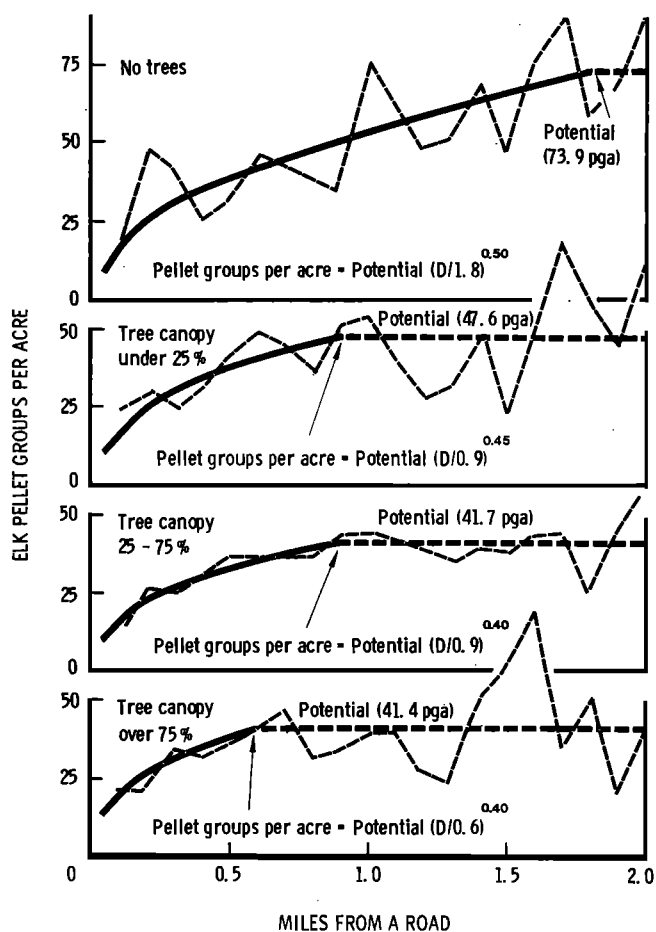 75
No trees
50
Potential
(73.9 pga)
25
Pellet groups per acre = Potential (D/1.8) 0.50
0
ELK PELLET GROUPS PER ACRE
50
Tree canopy
under 25%
Potential (47.6 pga)
25
Pellet groups per acre = Potential (D/0.9) 0.45
0
50
Tree canopy
25 - 75%
Potential (41.7 pga)
25
Pellet groups per acre = Potential (D/0.9) 0.40
0
50
Tree canopy
over 75%
Potential (41.4 pga)
25
Pellet groups per acre = Potential (D/0.6) 0.40
0 0.5 1.0 1.5 2.0
MILES FROM A ROAD